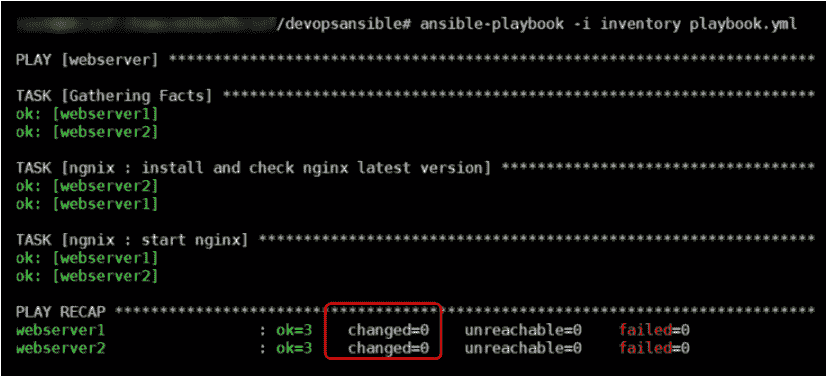 /devopsansible# ansible-playbook -i inventory playbook.yml
PLAY [webserver] *************************************************************************
TASK [Gathering Facts] *******************************************************************
ok: [webserver1]
ok: [webserver2]
TASK [ngnix : install and check nginx latest version] ***********************************
ok: [webserver2]
ok: [webserver1]
TASK [ngnix : start nginx] ***************************************************************
ok: [webserver1]
ok: [webserver2]
PLAY RECAP *******************************************************************************
webserver1 : ok=3 changed=0 unreachable=0 failed=0
webserver2 : ok=3 changed=0 unreachable=0 failed=0